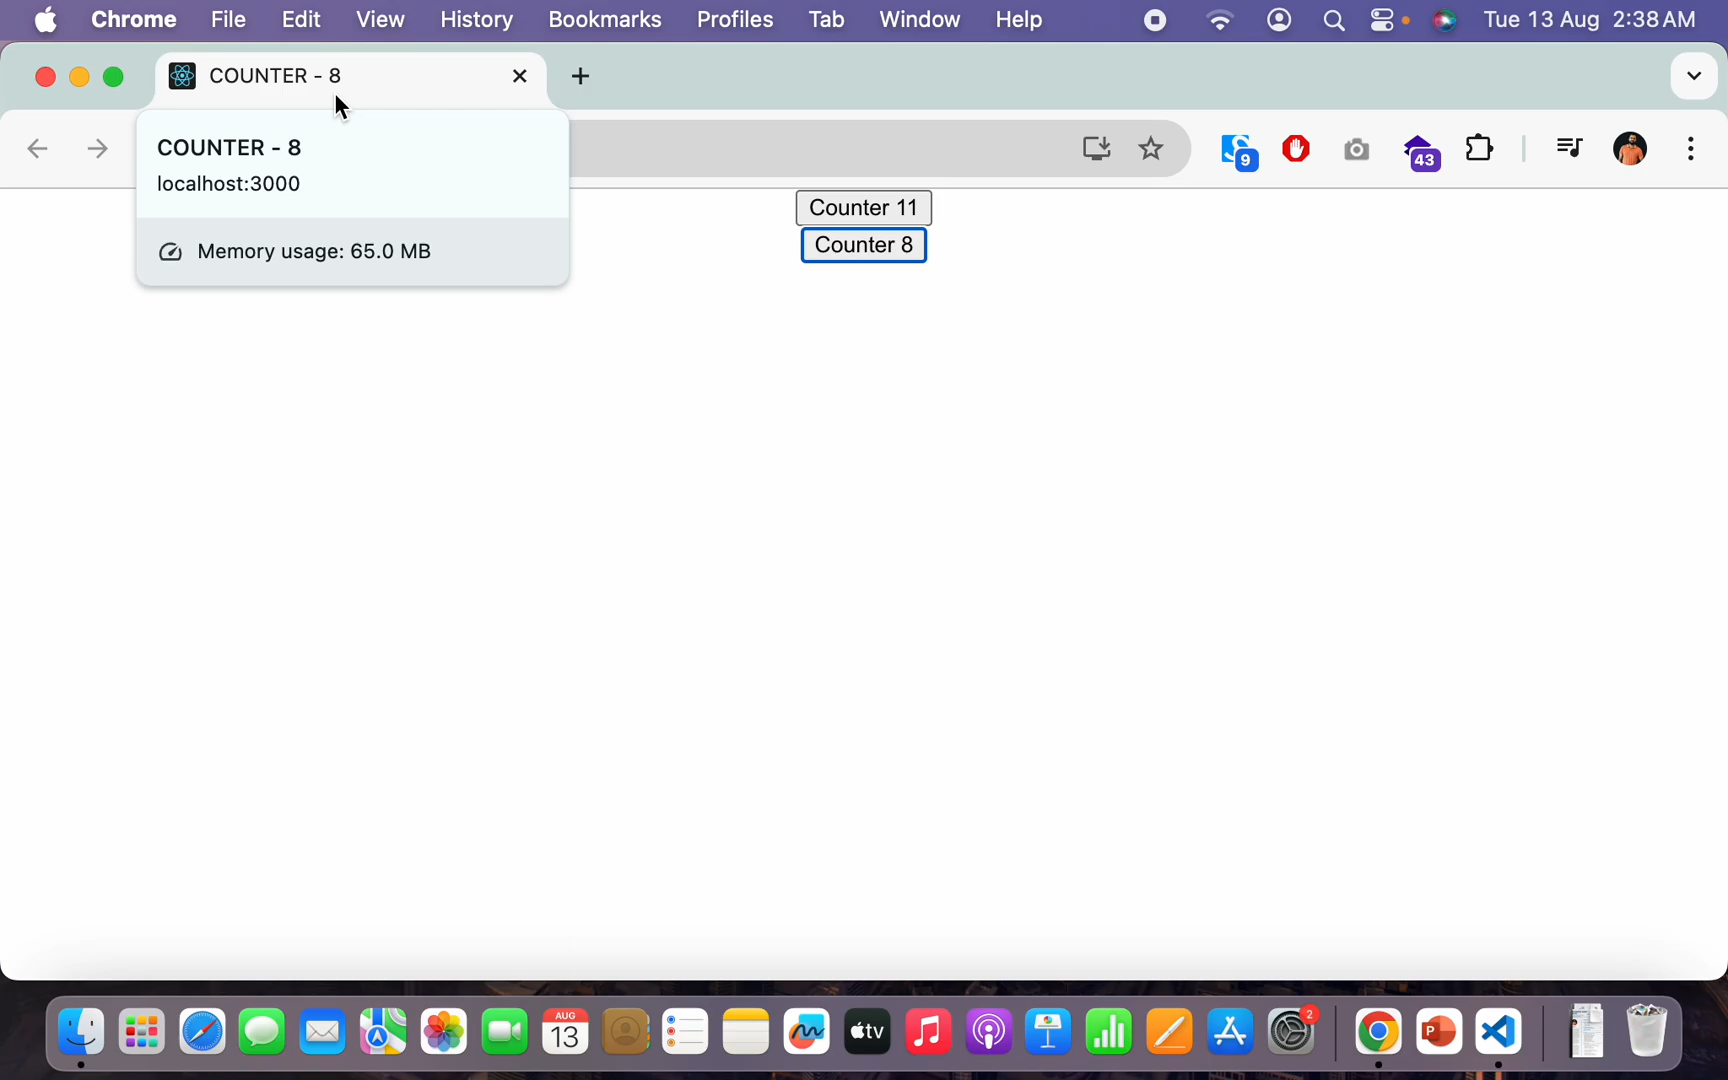 Chrome File Edit View History Bookmarks Profiles Tab Window Help Tue 13 Aug 2:38 AM
COUNTER - 8
COUNTER - 8
localhost:3000
Memory usage: 65.0 MB
9
43
Counter 11
Counter 8
AUG
13
tv
2
P